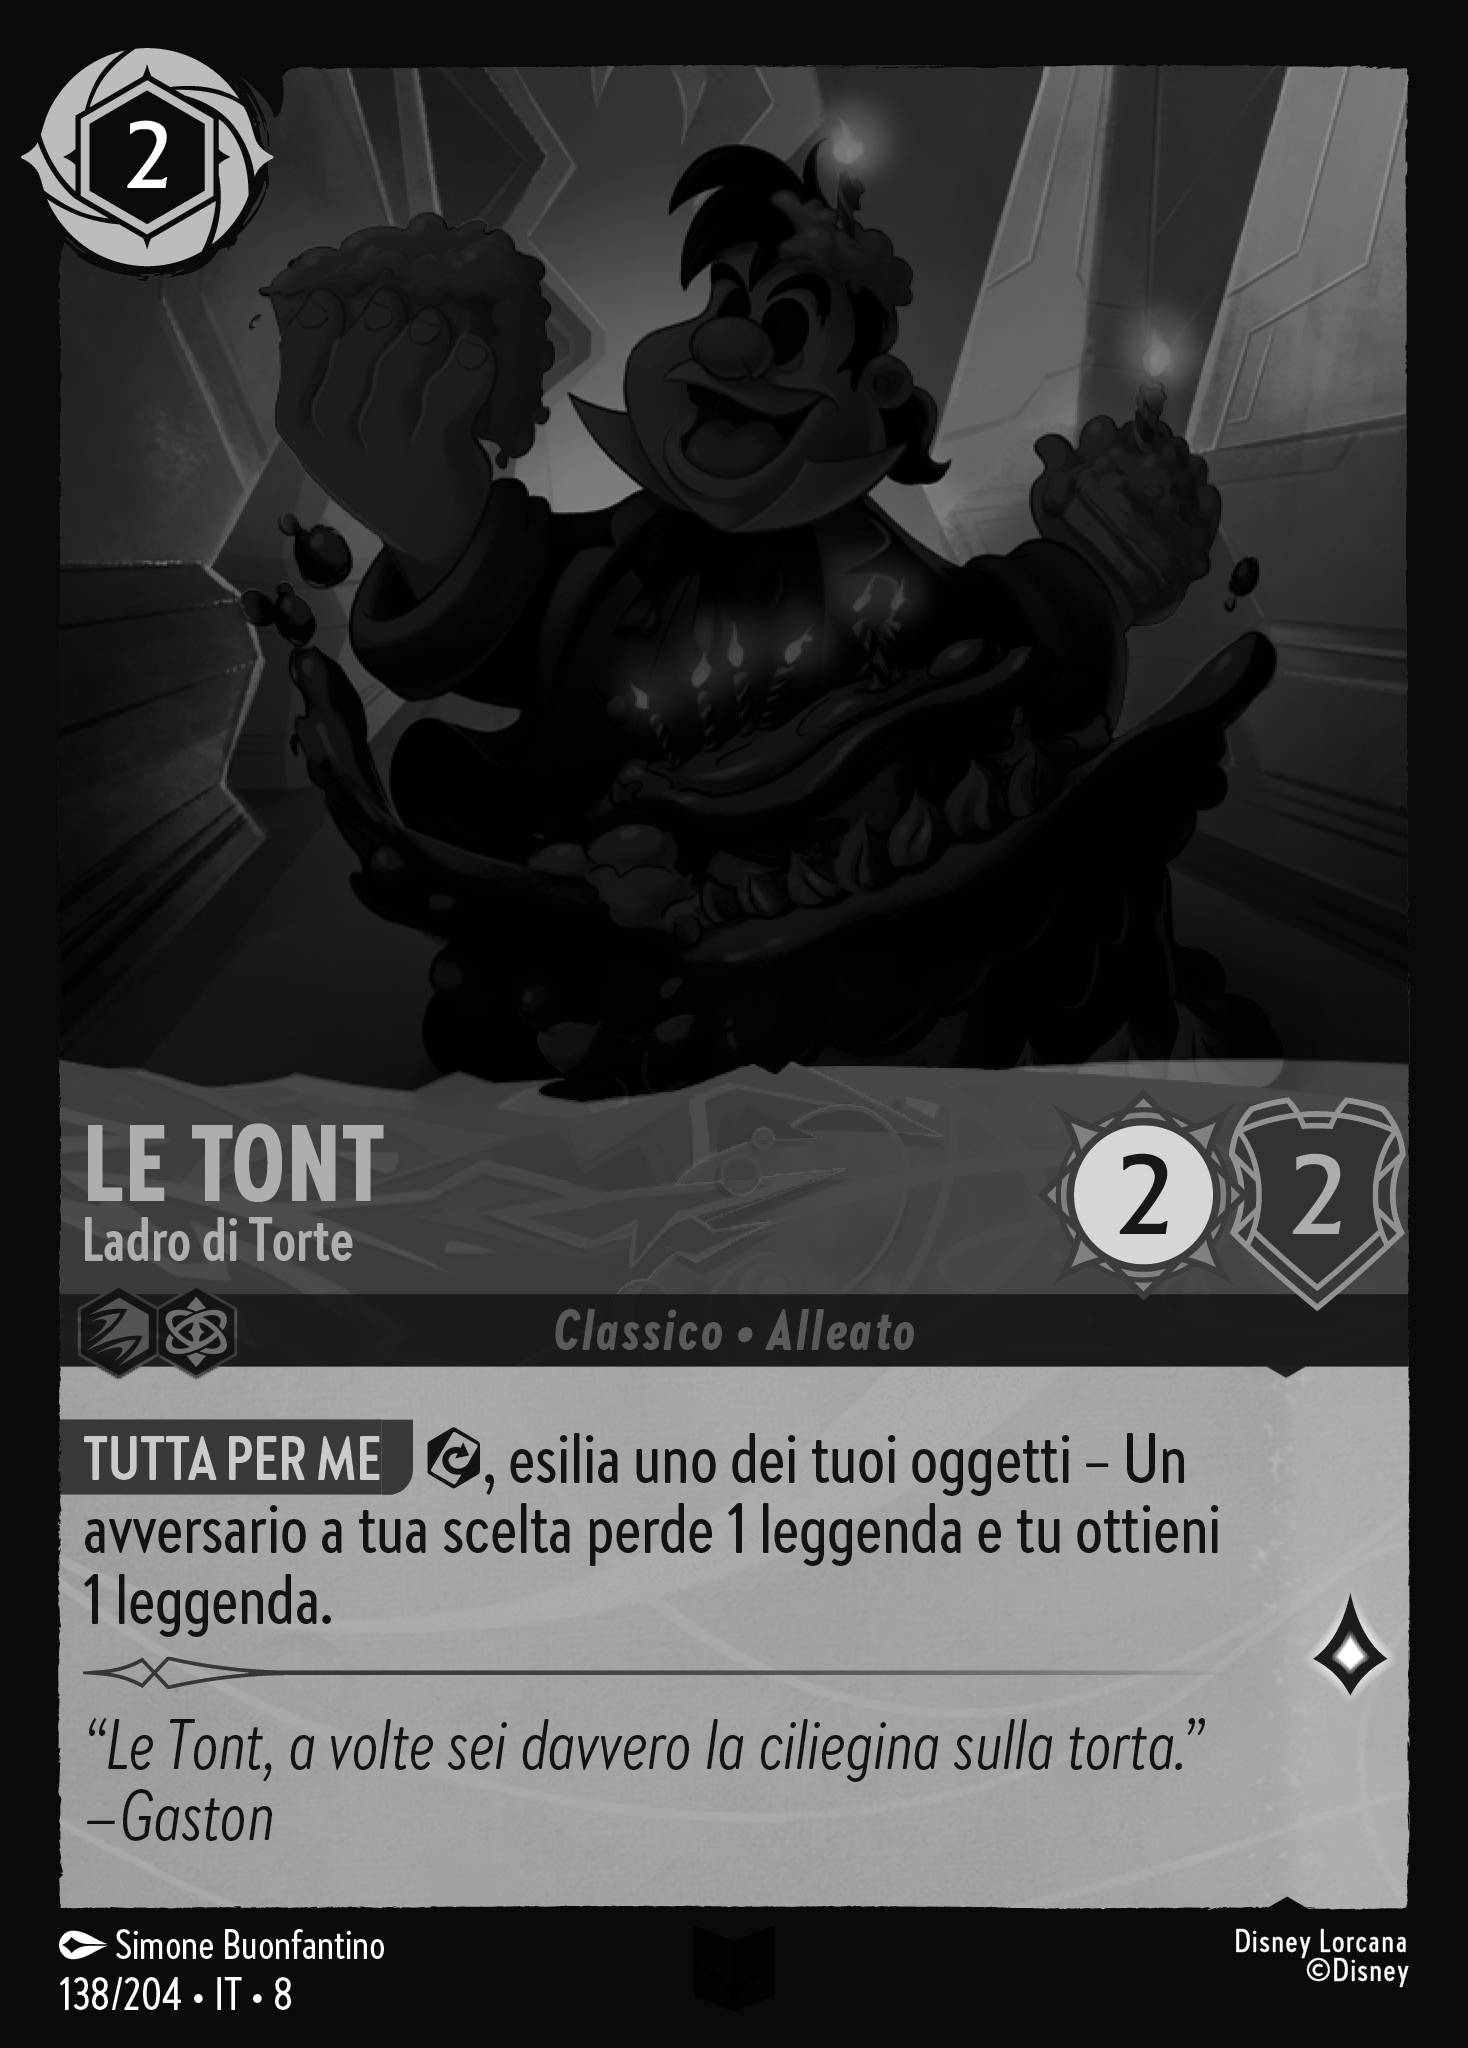 2
LE TONT
Ladro di Torte
2 2
Classico • Alleato
TUTTA PER ME , esilia uno dei tuoi oggetti – Un
avversario a tua scelta perde 1 leggenda e tu ottieni
1 leggenda.
“Le Tont, a volte sei davvero la ciliegina sulla torta.”
–Gaston
Simone Buonfantino
138/204 • IT • 8
Disney Lorcana
©Disney